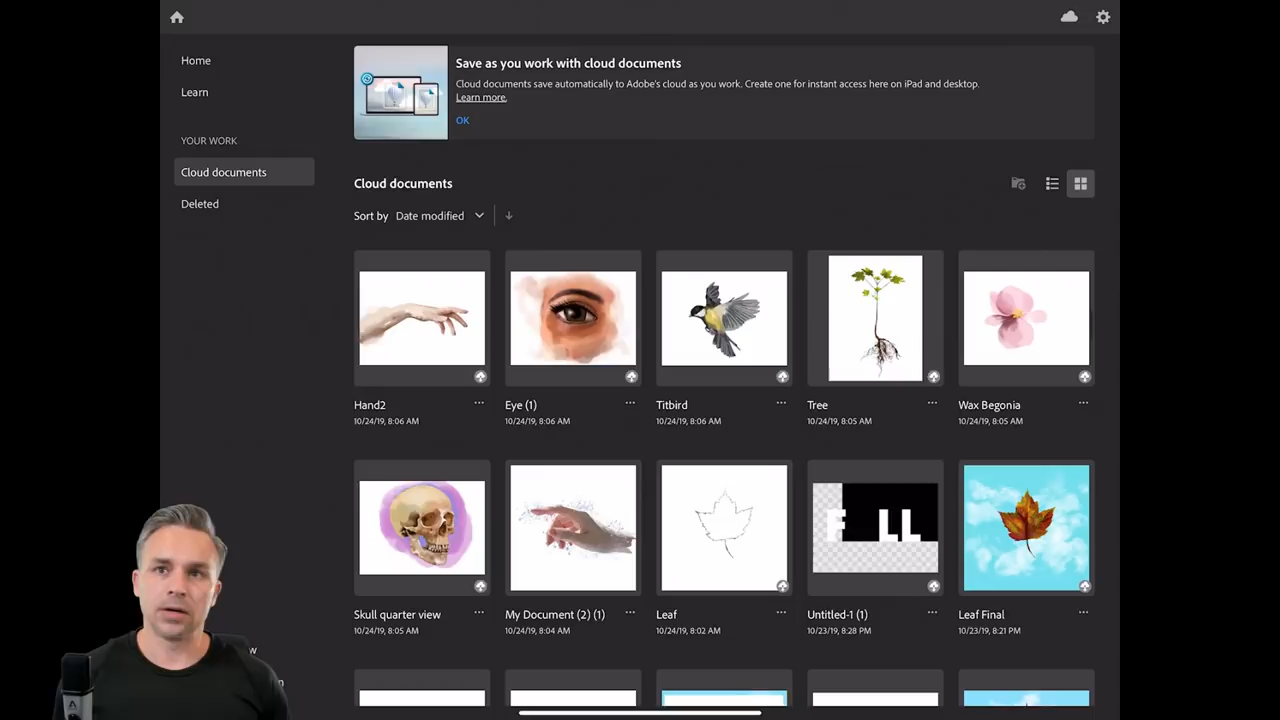 Home
Learn
YOUR WORK
Cloud documents
Deleted
Save as you work with cloud documents
Cloud documents save automatically to Adobe's cloud as you work. Create one for instant access here on iPad and desktop.
Learn more.
OK
Cloud documents
Sort by Date modified
Hand2
10/24/19, 8:06 AM
Eye (1)
10/24/19, 8:06 AM
Titbird
10/24/19, 8:06 AM
Tree
10/24/19, 8:05 AM
Wax Begonia
10/24/19, 8:05 AM
F LL
Skull quarter view
10/24/19, 8:05 AM
My Document (2) (1)
10/24/19, 8:04 AM
Leaf
10/24/19, 8:02 AM
Untitled-1 (1)
10/23/19, 8:28 PM
Leaf Final
10/23/19, 8:21 PM